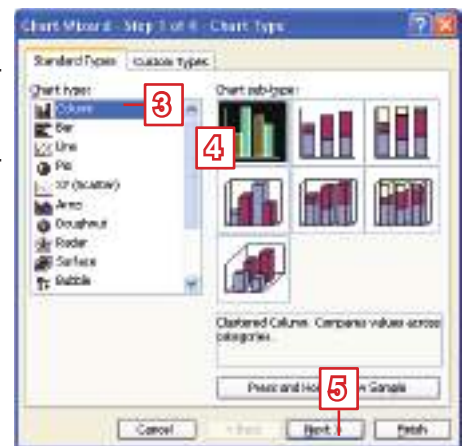 Chart Wizard - Step 1 of 4 - Chart Type
Standard Types Custom Types
Chart type:
Column
Bar
Line
Pie
XY (Scatter)
Area
Doughnut
Radar
Surface
Bubble
3
Chart sub-type:
4
Clustered Column. Compares values across
categories.
Press and Sample
5
Cancel < Back Next > Finish